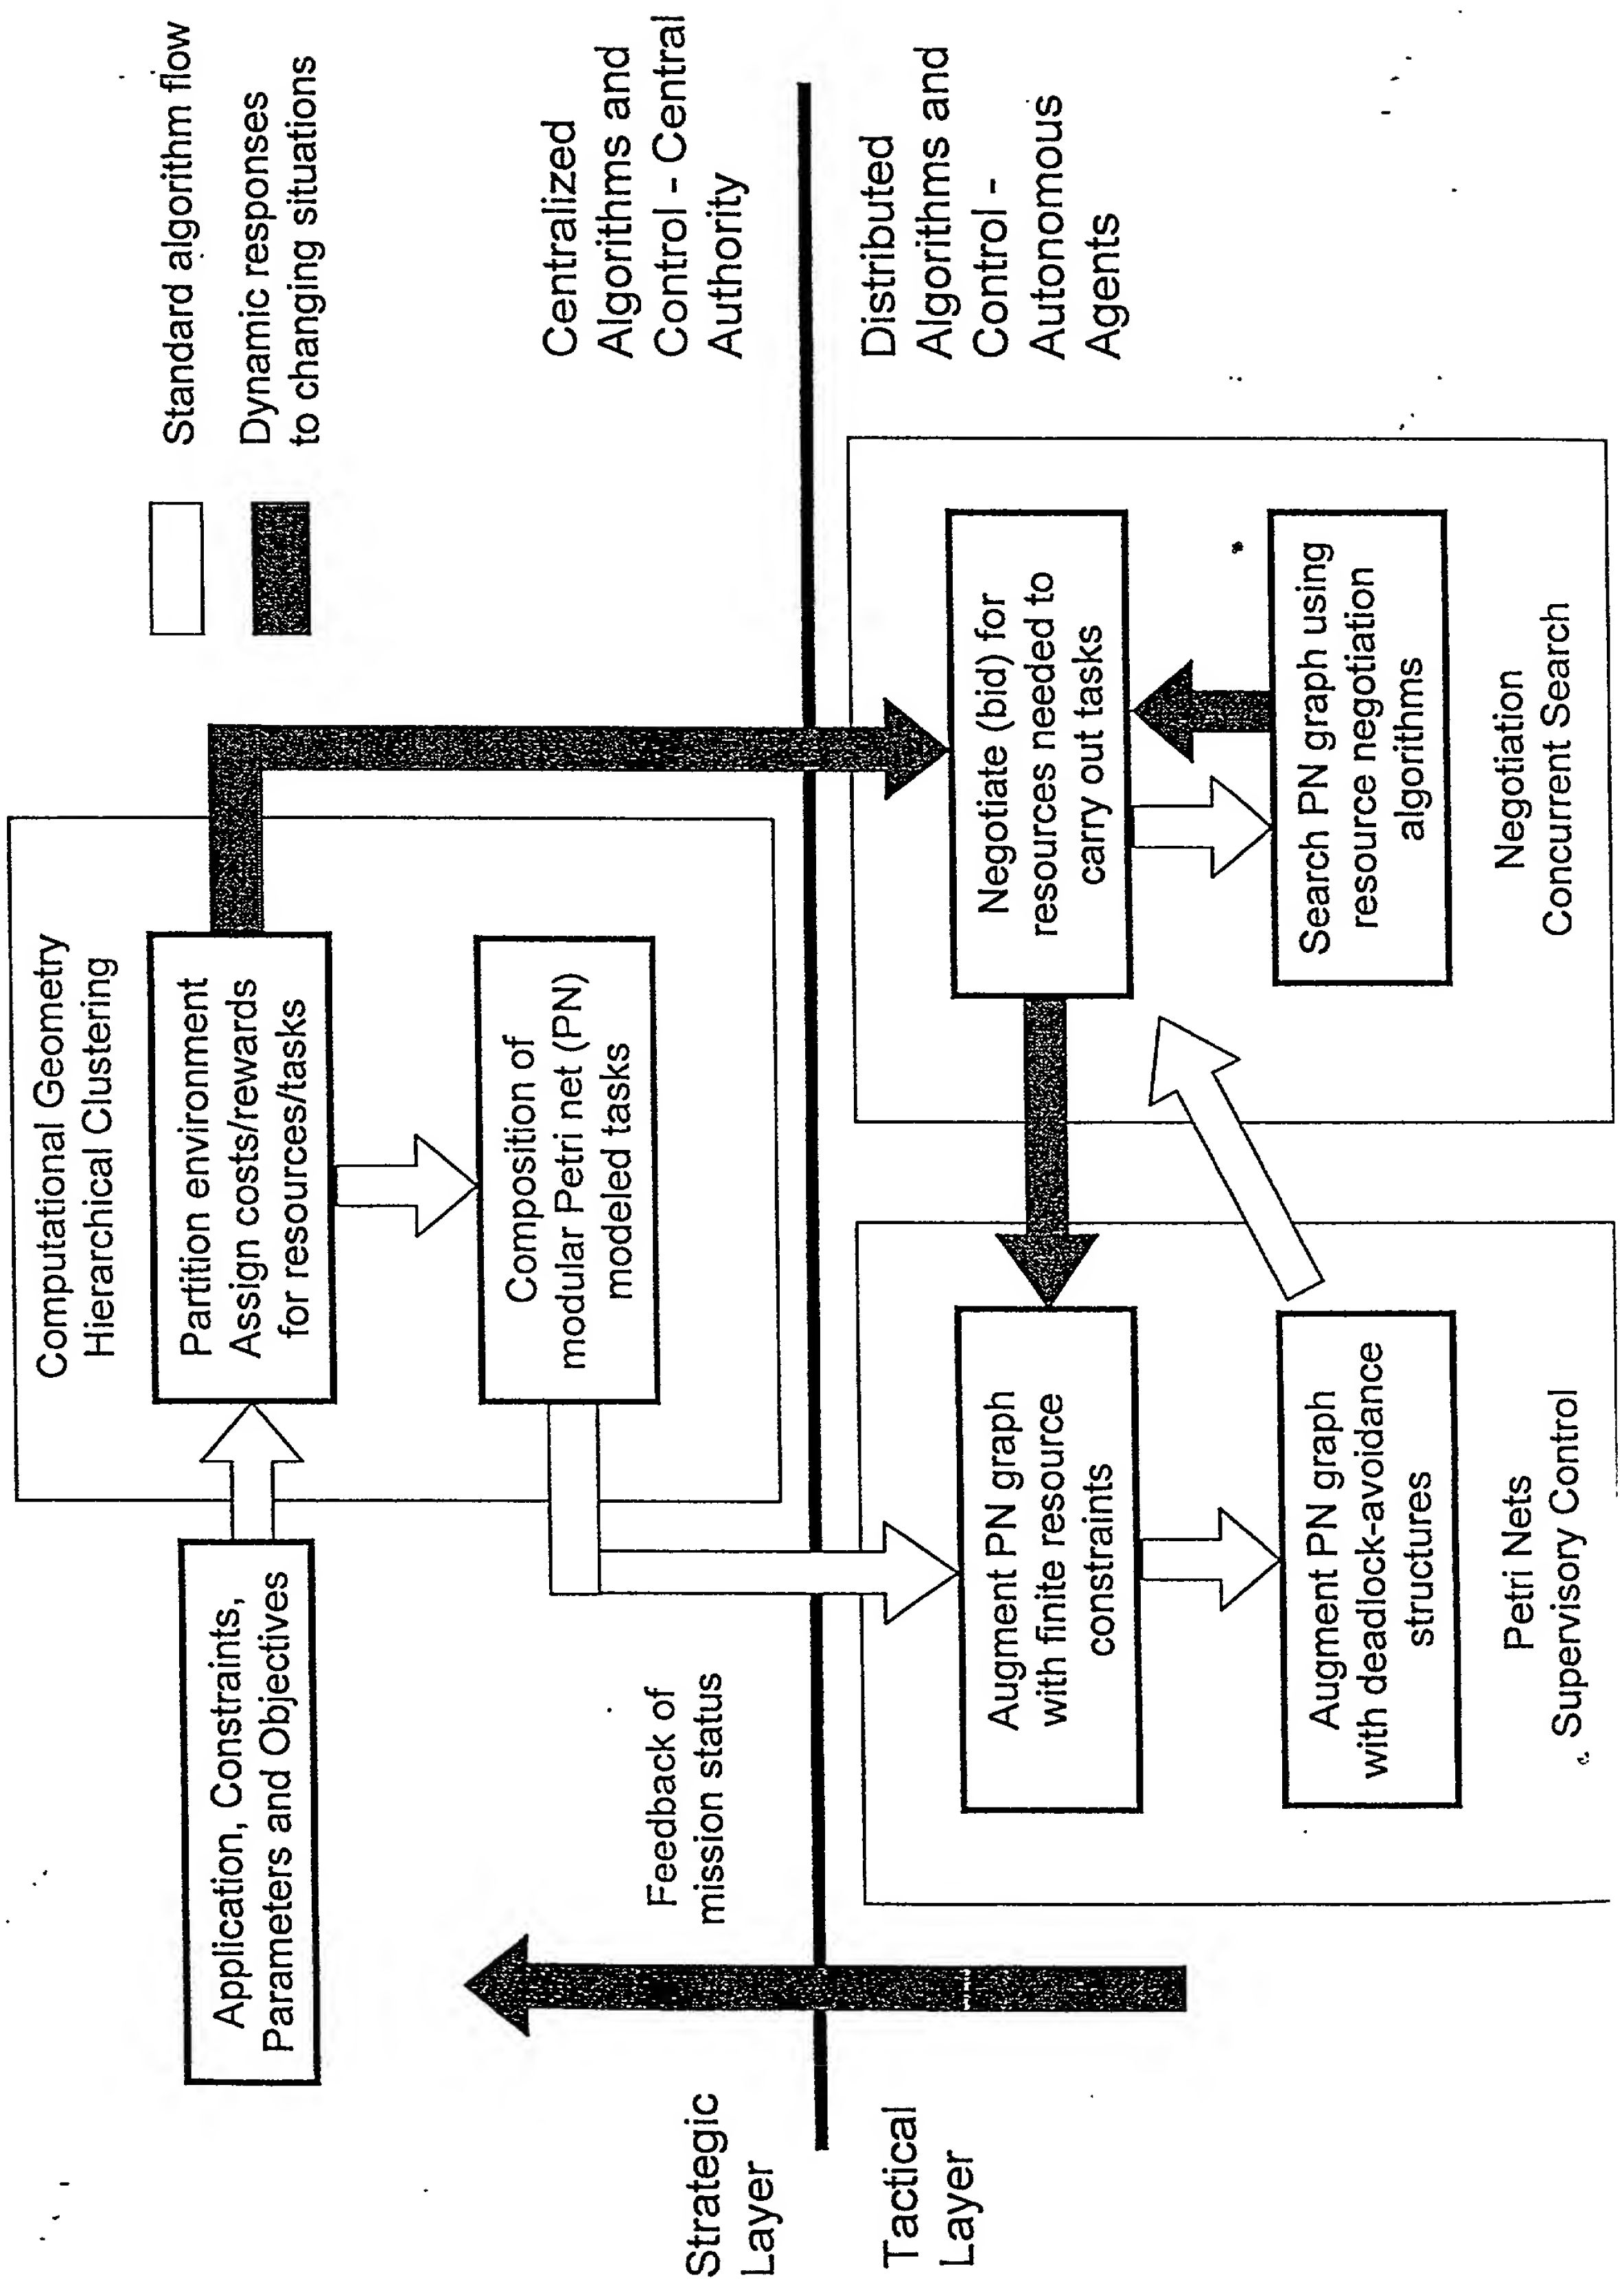 Standard algorithm flow
Dynamic responses
to changing situations
Computational Geometry
Hierarchical Clustering
Application, Constraints,
Parameters and Objectives
Partition environment
Assign costs/rewards
for resources/tasks
Composition of
modular Petri net (PN)
modeled tasks
Centralized
Algorithms and
Control - Central
Authority
Feedback of
mission status
Strategic
Layer
Tactical
Layer
Distributed
Algorithms and
Control -
Autonomous
Agents
Augment PN graph
with finite resource
constraints
Augment PN graph
with deadlock-avoidance
structures
Petri Nets
Supervisory Control
Negotiate (bid) for
resources needed to
carry out tasks
Search PN graph using
resource negotiation
algorithms
Negotiation
Concurrent Search